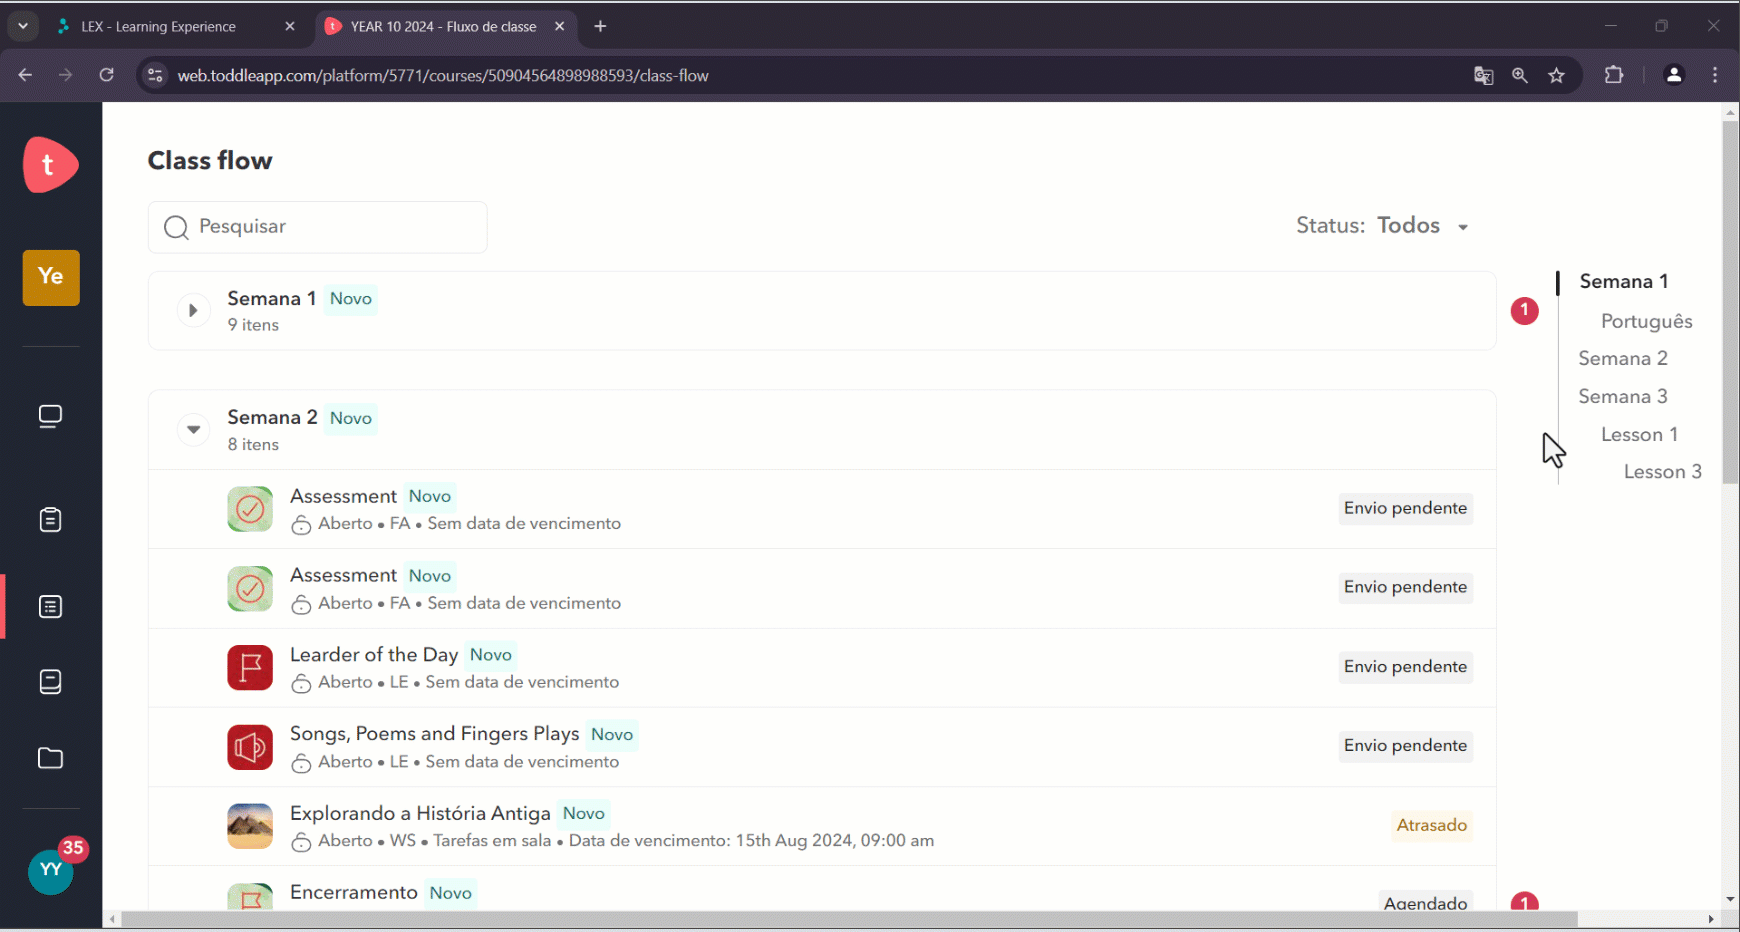 LEX - Learning Experience
YEAR 10 2024 - Fluxo de classe
web.toddleapp.com/platform/5771/courses/50904564898988593/class-flow
t
Ye
35
YY
Class flow
Pesquisar
Status: Todos
Semana 1 Novo
9 itens
1
Semana 2 Novo
8 itens
Assessment Novo
Aberto • FA • Sem data de vencimento
Envio pendente
Assessment Novo
Aberto • FA • Sem data de vencimento
Envio pendente
Learder of the Day Novo
Aberto • LE • Sem data de vencimento
Envio pendente
Songs, Poems and Fingers Plays Novo
Aberto • LE • Sem data de vencimento
Envio pendente
Explorando a História Antiga Novo
Aberto • WS • Tarefas em sala • Data de vencimento: 15th Aug 2024, 09:00 am
Atrasado
Encerramento Novo
Agendado
1
Semana 1
Português
Semana 2
Semana 3
Lesson 1
Lesson 3